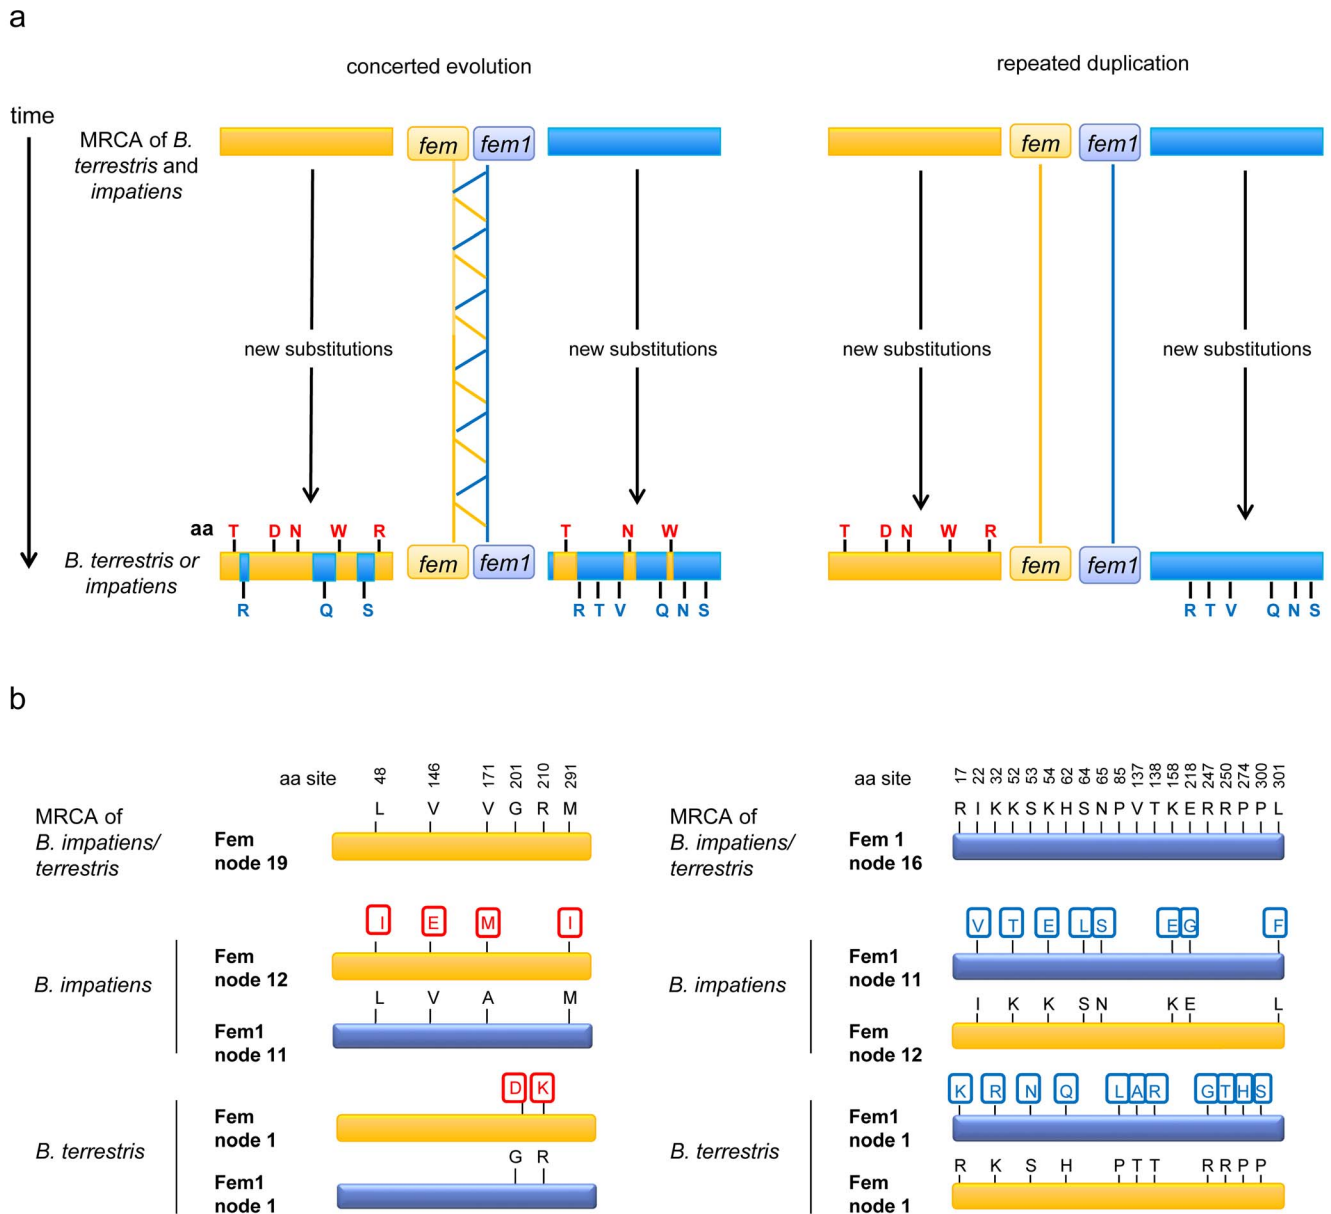 a
concerted evolution
repeated duplication
time
MRCA of B.
terrestris and
impatiens
fem
fem1
fem
fem1
new substitutions
new substitutions
new substitutions
new substitutions
aa
T D N W R
T N W
T D N W R
B. terrestris or
impatiens
fem
fem1
fem
fem1
R Q S
R T V Q N S
R T V Q N S
b
aa site
48 146 171 201 210 291
MRCA of
B. impatiens/
terrestris
L V V G R M
Fem
node 19
B. impatiens
I E M I
Fem
node 12
L V A M
Fem1
node 11
B. terrestris
D K
Fem
node 1
G R
Fem1
node 1
aa site
17 22 32 52 53 54 62 64 65 85 137 138 158 218 247 250 274 300 301
MRCA of
B. impatiens/
terrestris
R I K K S K H S N P V T K E R R P P L
Fem 1
node 16
B. impatiens
V T E L S E G F
Fem1
node 11
I K K S N K E L
Fem
node 12
B. terrestris
K R N Q L A R G T H S
Fem1
node 1
R K S H P T T R R P P
Fem
node 1